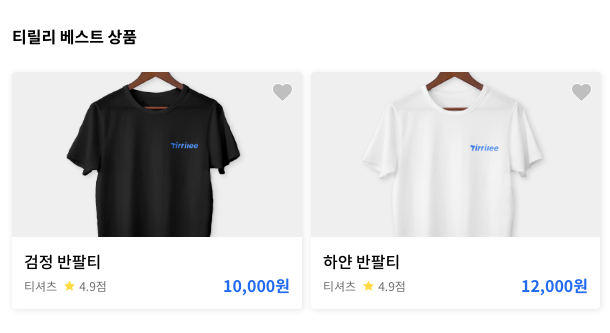 티릴리 베스트 상품
Tirrilee
Tirrilee
검정 반팔티
티셔츠 4.9점 10,000원
하얀 반팔티
티셔츠 4.9점 12,000원